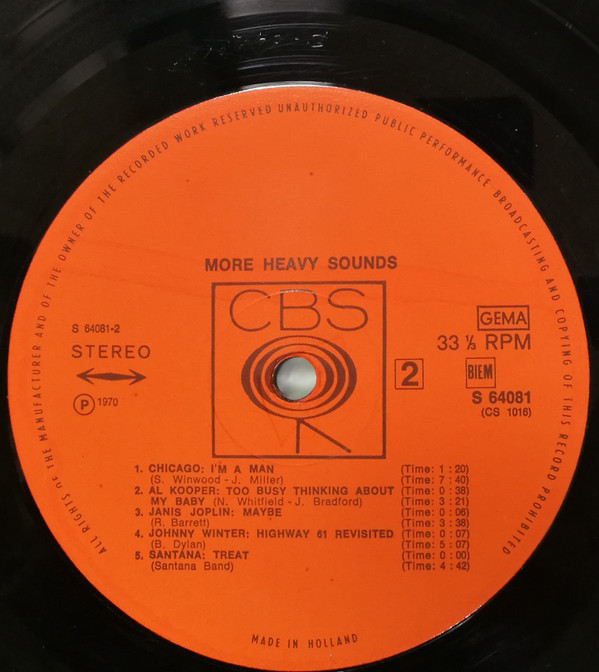 ALL RIGHTS OF THE MANUFACTURER AND OF THE OWNER OF THE RECORDED WORK RESERVED UNAUTHORIZED PUBLIC PERFORMANCE BROADCASTING AND COPYING OF THIS RECORD PROHIBITED
MORE HEAVY SOUNDS
CBS
S 64081-2
STEREO
Ⓟ 1970
GEMA
33 ⅓ RPM
2
BIEM
S 64081
(CS 1016)
1. CHICAGO: I'M A MAN (Time: 1 : 20)
(S. Winwood - J. Miller) (Time: 7 : 40)
2. AL KOOPER: TOO BUSY THINKING ABOUT (Time: 0 : 38)
MY BABY (N. Whitfield - J. Bradford) (Time: 3 : 21)
3. JANIS JOPLIN: MAYBE (Time: 0 : 06)
(R. Barrett) (Time: 3 : 38)
4. JOHNNY WINTER: HIGHWAY 61 REVISITED (Time: 0 : 07)
(B. Dylan) (Time: 5 : 07)
5. SANTANA: TREAT (Time: 0 : 00)
(Santana Band) (Time: 4 : 42)
MADE IN HOLLAND